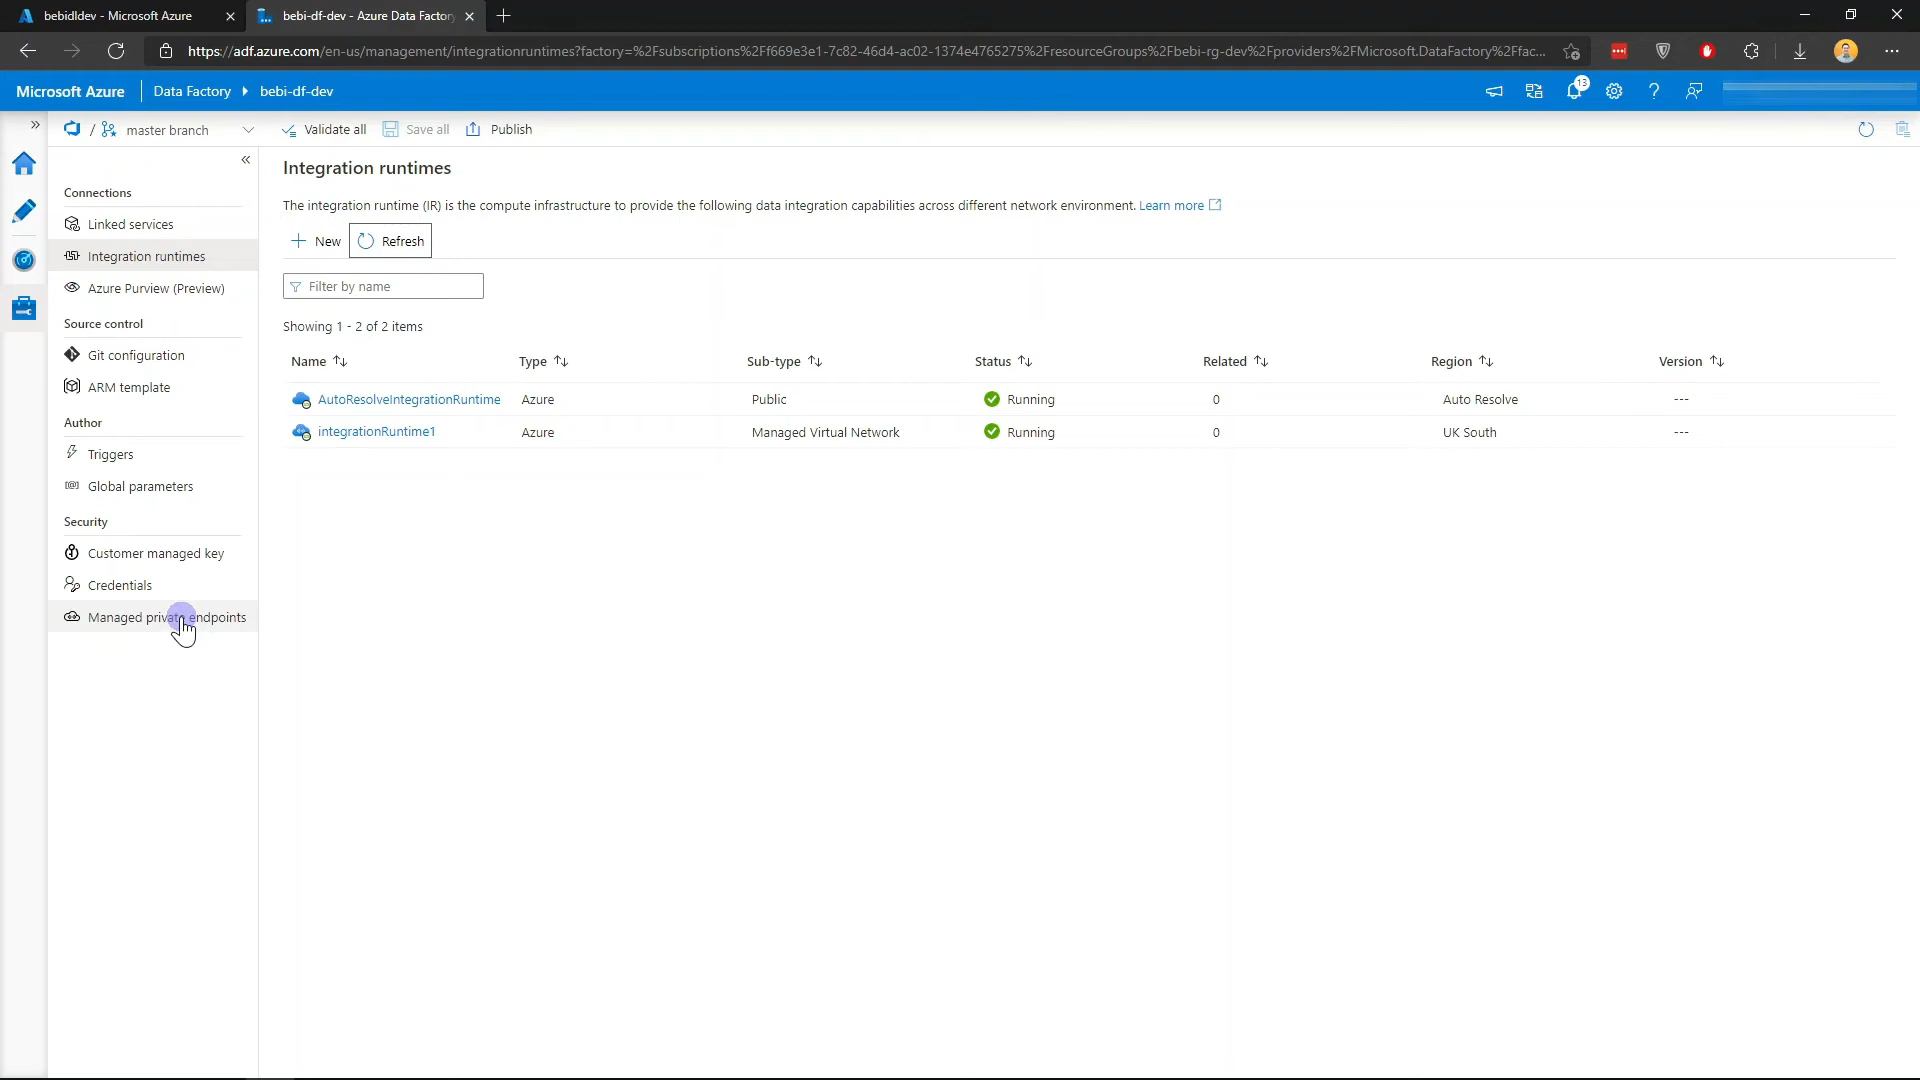 bebidldev - Microsoft Azure
bebi-df-dev - Azure Data Factory
https://adf.azure.com/en-us/management/integrationruntimes?factory=%2Fsubscriptions%2Ff669e3e1-7c82-46d4-ac02-1374e4765275%2FresourceGroups%2Fbebi-rg-dev%2Fproviders%2FMicrosoft.DataFactory%2Ffac...
Microsoft Azure
Data Factory
bebi-df-dev
13
/ master branch
Validate all
Save all
Publish
Connections
Linked services
Integration runtimes
Azure Purview (Preview)
Source control
Git configuration
ARM template
Author
Triggers
Global parameters
Security
Customer managed key
Credentials
Managed private endpoints
Integration runtimes
The integration runtime (IR) is the compute infrastructure to provide the following data integration capabilities across different network environment. Learn more
New
Refresh
Filter by name
Showing 1 - 2 of 2 items
Name Type Sub-type Status Related Region Version
AutoResolveIntegrationRuntime Azure Public Running 0 Auto Resolve ---
integrationRuntime1 Azure Managed Virtual Network Running 0 UK South ---